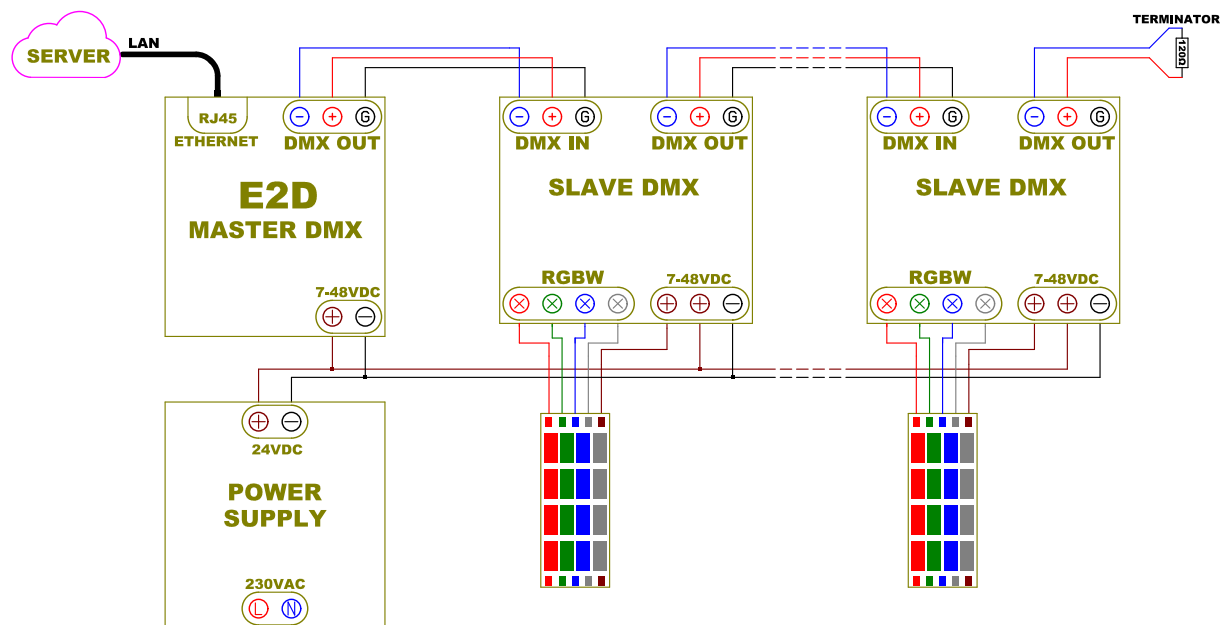 TERMINATOR
120Ω
SERVER
LAN
RJ45
ETHERNET
− + G
DMX OUT
E2D
MASTER DMX
7-48VDC
+ −
− + G
DMX IN
− + G
DMX OUT
SLAVE DMX
RGBW
7-48VDC
+ + −
− + G
DMX IN
− + G
DMX OUT
SLAVE DMX
RGBW
7-48VDC
+ + −
+ −
24VDC
POWER
SUPPLY
230VAC
L N